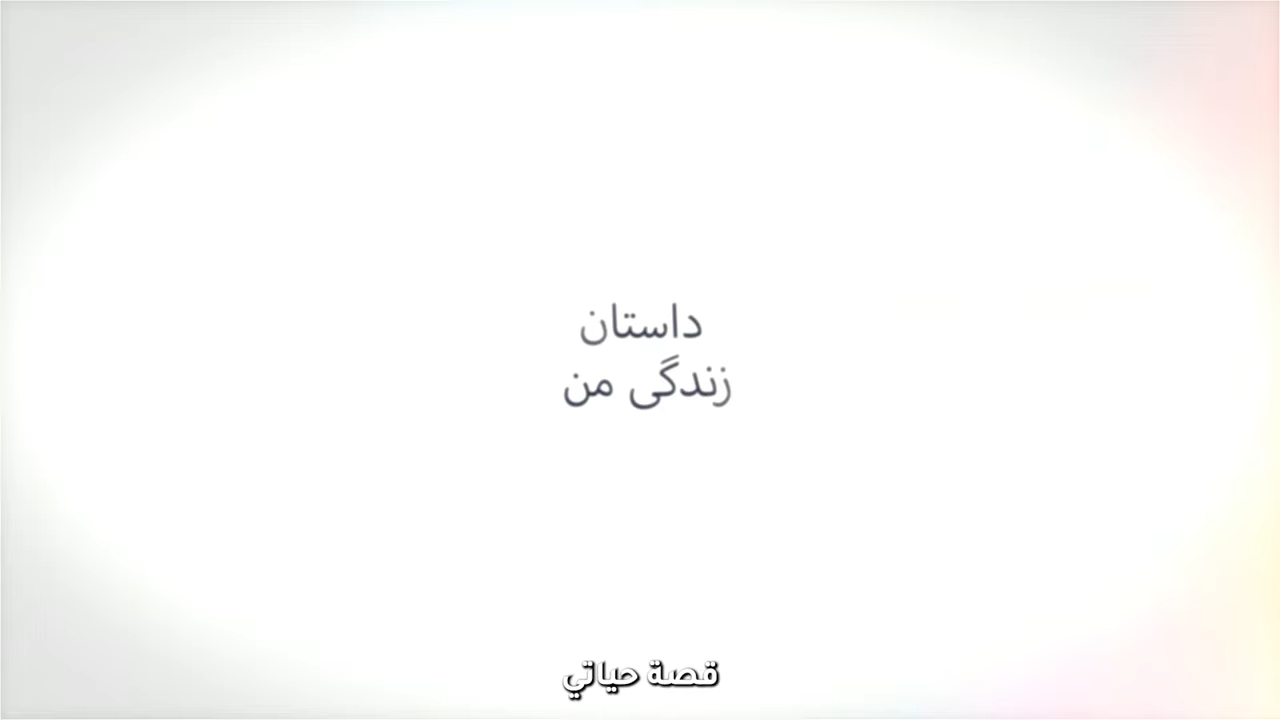 داستان
زندگی من
قصة حياتي